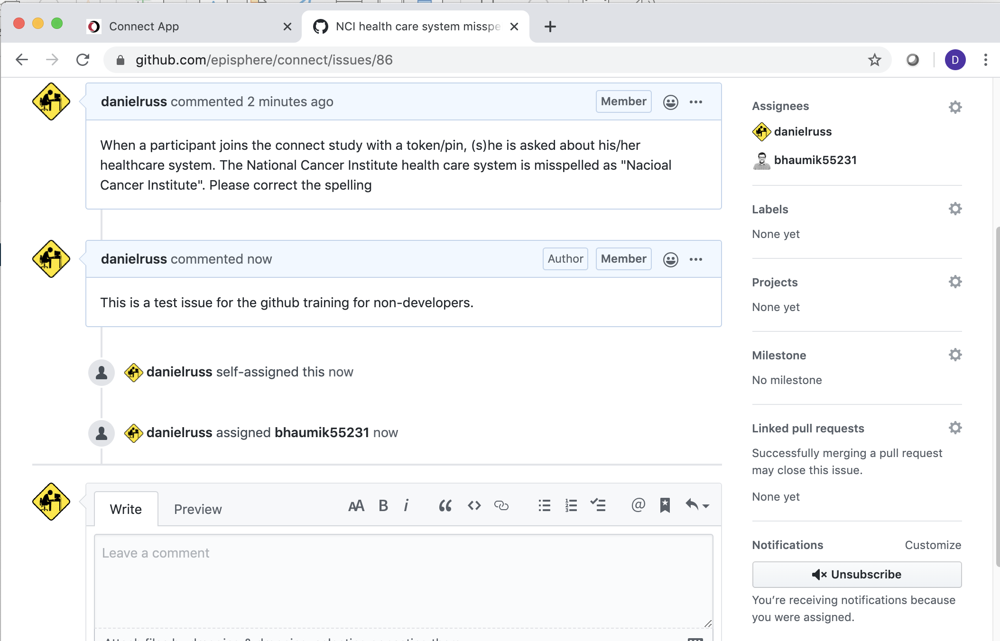 Connect App
NCI health care system misspe
github.com/episphere/connect/issues/86
D
danielruss commented 2 minutes ago
Member
When a participant joins the connect study with a token/pin, (s)he is asked about his/her
healthcare system. The National Cancer Institute health care system is misspelled as "Nacioal
Cancer Institute". Please correct the spelling
danielruss commented now
Author
Member
This is a test issue for the github training for non-developers.
danielruss self-assigned this now
danielruss assigned bhaumik55231 now
Write
Preview
Leave a comment
Assignees
danielruss
bhaumik55231
Labels
None yet
Projects
None yet
Milestone
No milestone
Linked pull requests
Successfully merging a pull request
may close this issue.
None yet
Notifications
Customize
Unsubscribe
You’re receiving notifications because
you were assigned.